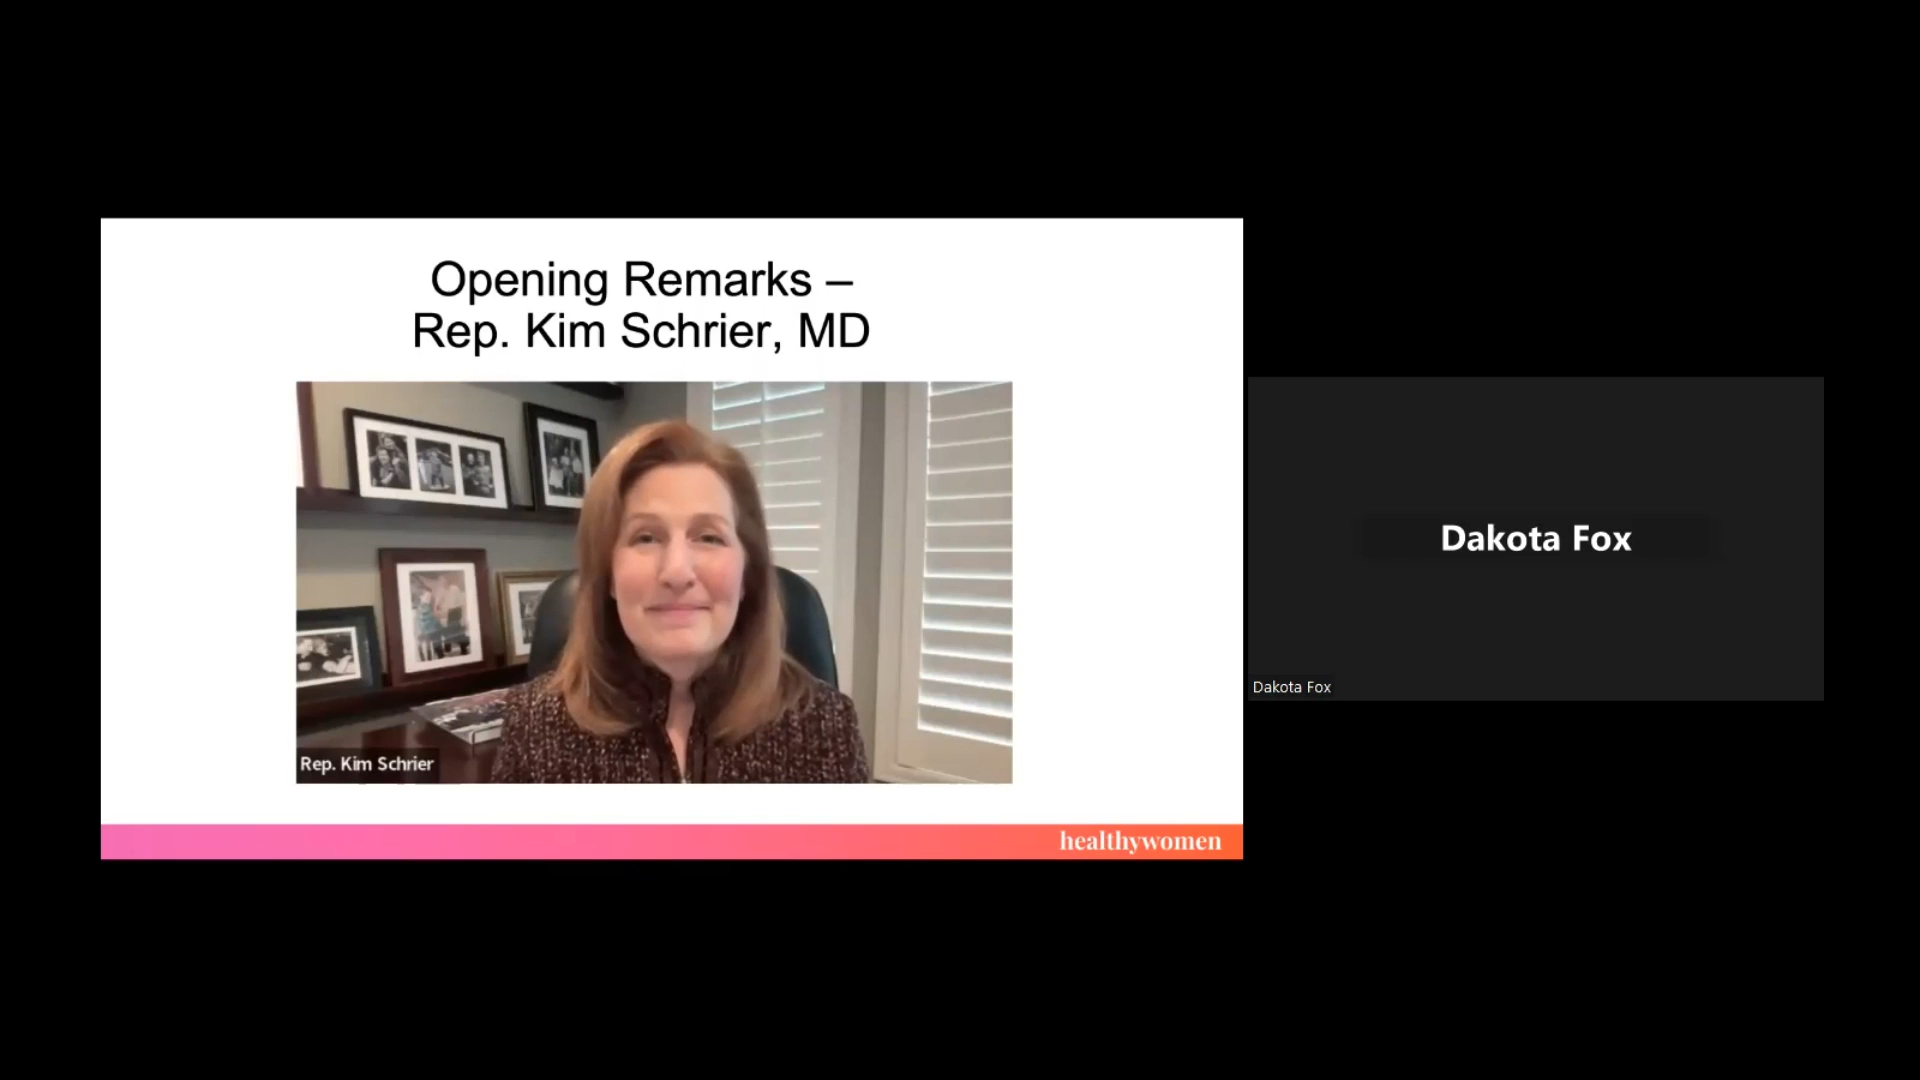 Opening Remarks –
Rep. Kim Schrier, MD
Rep. Kim Schrier
healthywomen
Dakota Fox
Dakota Fox